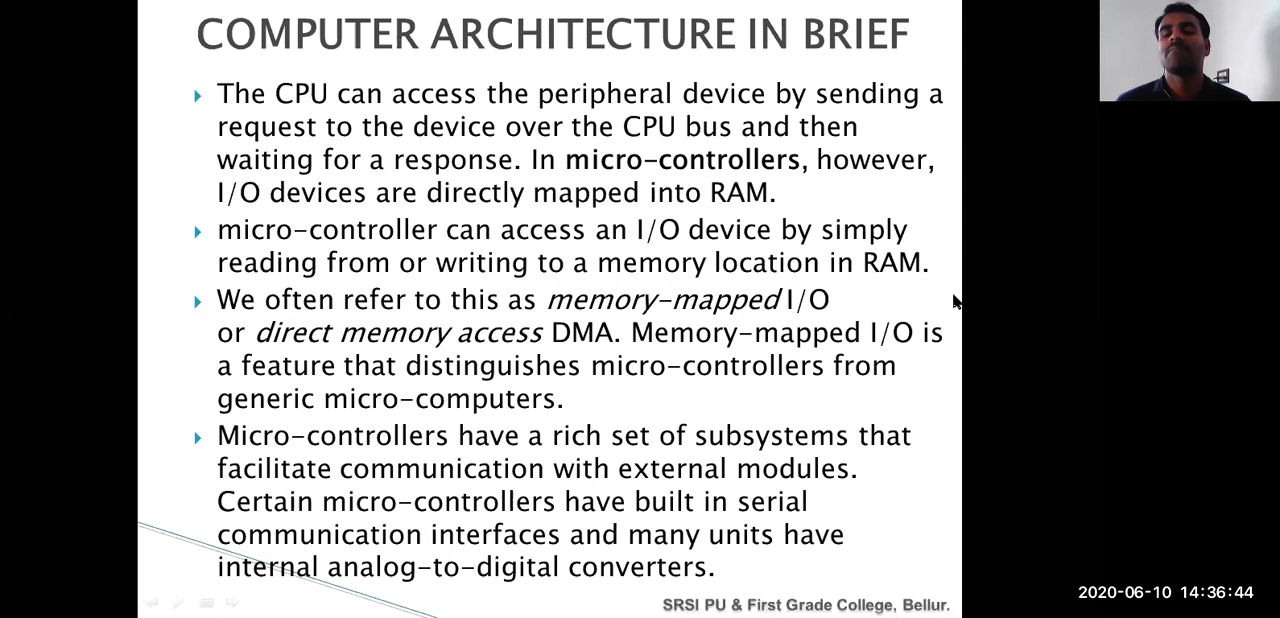 COMPUTER ARCHITECTURE IN BRIEF
The CPU can access the peripheral device by sending a
request to the device over the CPU bus and then
waiting for a response. In micro-controllers, however,
I/O devices are directly mapped into RAM.
micro-controller can access an I/O device by simply
reading from or writing to a memory location in RAM.
We often refer to this as memory-mapped I/O
or direct memory access DMA. Memory-mapped I/O is
a feature that distinguishes micro-controllers from
generic micro-computers.
Micro-controllers have a rich set of subsystems that
facilitate communication with external modules.
Certain micro-controllers have built in serial
communication interfaces and many units have
internal analog-to-digital converters.
SRSI PU & First Grade College, Bellur.
2020-06-10 14:36:44